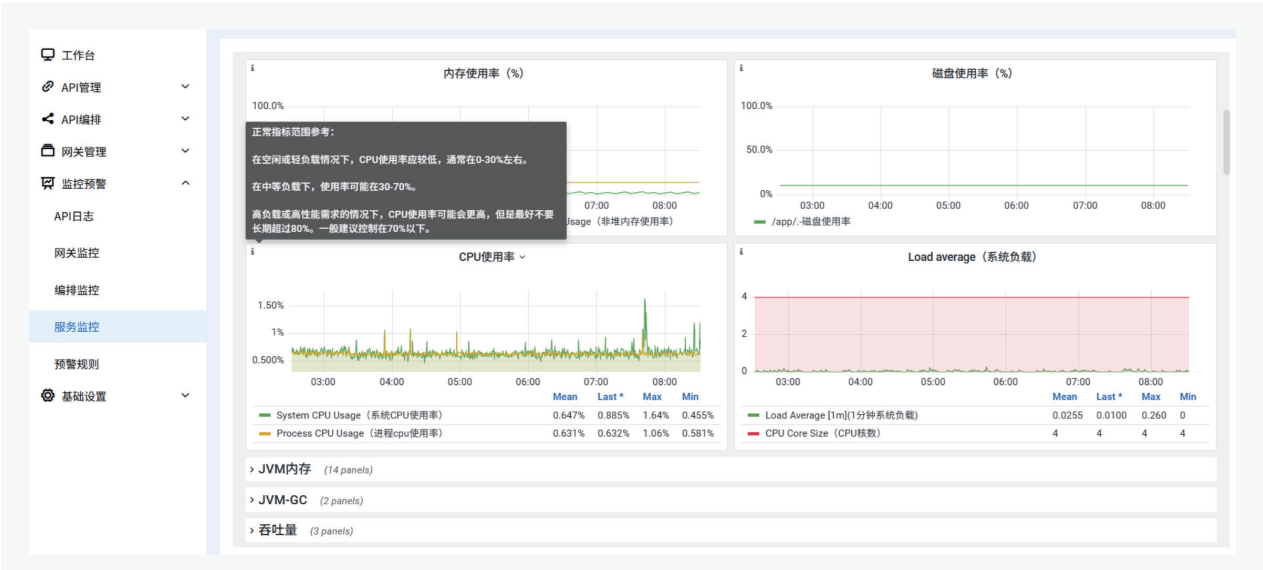 工作台
API管理
API编排
网关管理
监控预警
API日志
网关监控
编排监控
服务监控
预警规则
基础设置
内存使用率（%）
100.0%
正常指标范围参考：
在空闲或轻负载情况下，CPU使用率应较低，通常在0-30%左右。
在中等负载下，使用率可能在30-70%。
高负载或高性能需求的情况下，CPU使用率可能会更高，但是最好不要
长期超过80%。一般建议控制在70%以下。
07:00 08:00
Usage（非堆内存使用率）
磁盘使用率（%）
100.0%
50.0%
0%
03:00 04:00 05:00 06:00 07:00 08:00
/app/.-磁盘使用率
CPU使用率
1.50%
1%
0.500%
03:00 04:00 05:00 06:00 07:00 08:00
Mean Last * Max Min
System CPU Usage（系统CPU使用率） 0.647% 0.885% 1.64% 0.455%
Process CPU Usage（进程cpu使用率） 0.631% 0.632% 1.06% 0.581%
Load average（系统负载）
4
2
0
03:00 04:00 05:00 06:00 07:00 08:00
Mean Last * Max Min
Load Average [1m](1分钟系统负载) 0.0255 0.0100 0.260 0
CPU Core Size（CPU核数） 4 4 4 4
JVM内存 (14 panels)
JVM-GC (2 panels)
吞吐量 (3 panels)